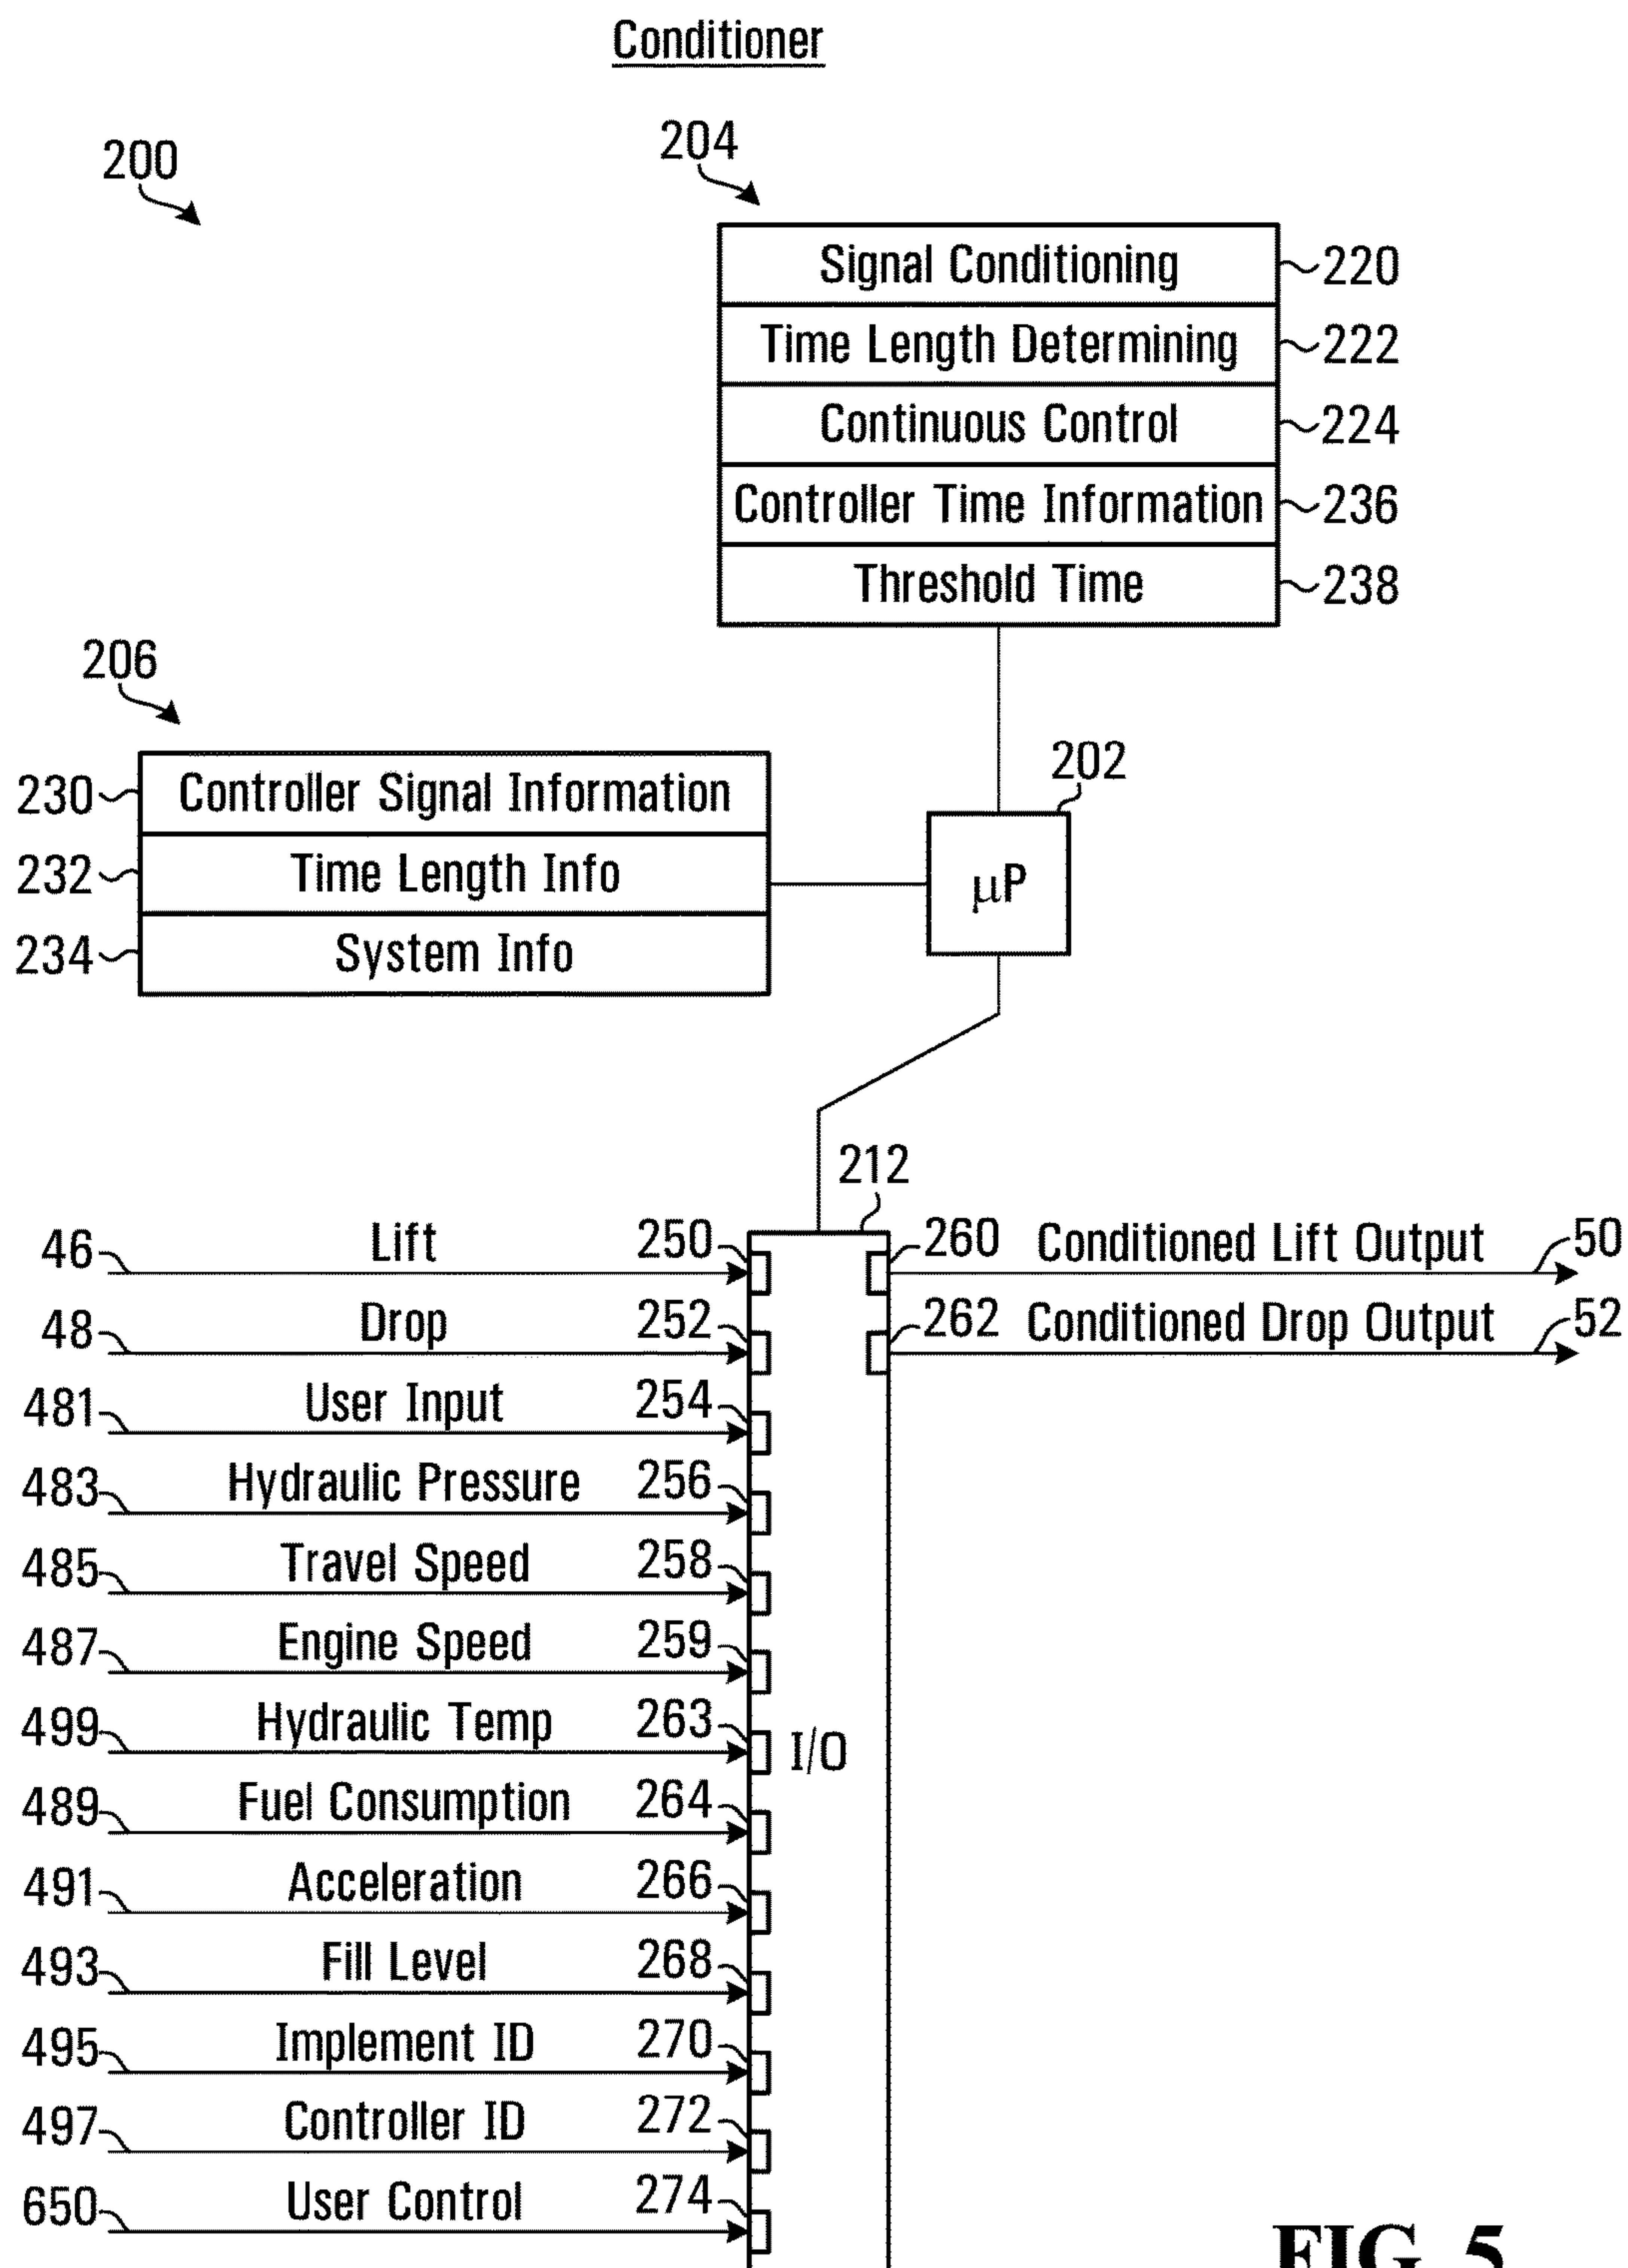 Conditioner
200
204
Signal Conditioning 220
Time Length Determining 222
Continuous Control 224
Controller Time Information 236
Threshold Time 238
206
202
230 Controller Signal Information
232 Time Length Info
234 System Info
μP
212
46 Lift 250 260 Conditioned Lift Output 50
48 Drop 252 262 Conditioned Drop Output 52
481 User Input 254
483 Hydraulic Pressure 256
485 Travel Speed 258
487 Engine Speed 259
499 Hydraulic Temp 263
I/O
489 Fuel Consumption 264
491 Acceleration 266
493 Fill Level 268
495 Implement ID 270
497 Controller ID 272
650 User Control 274
FIG. 5